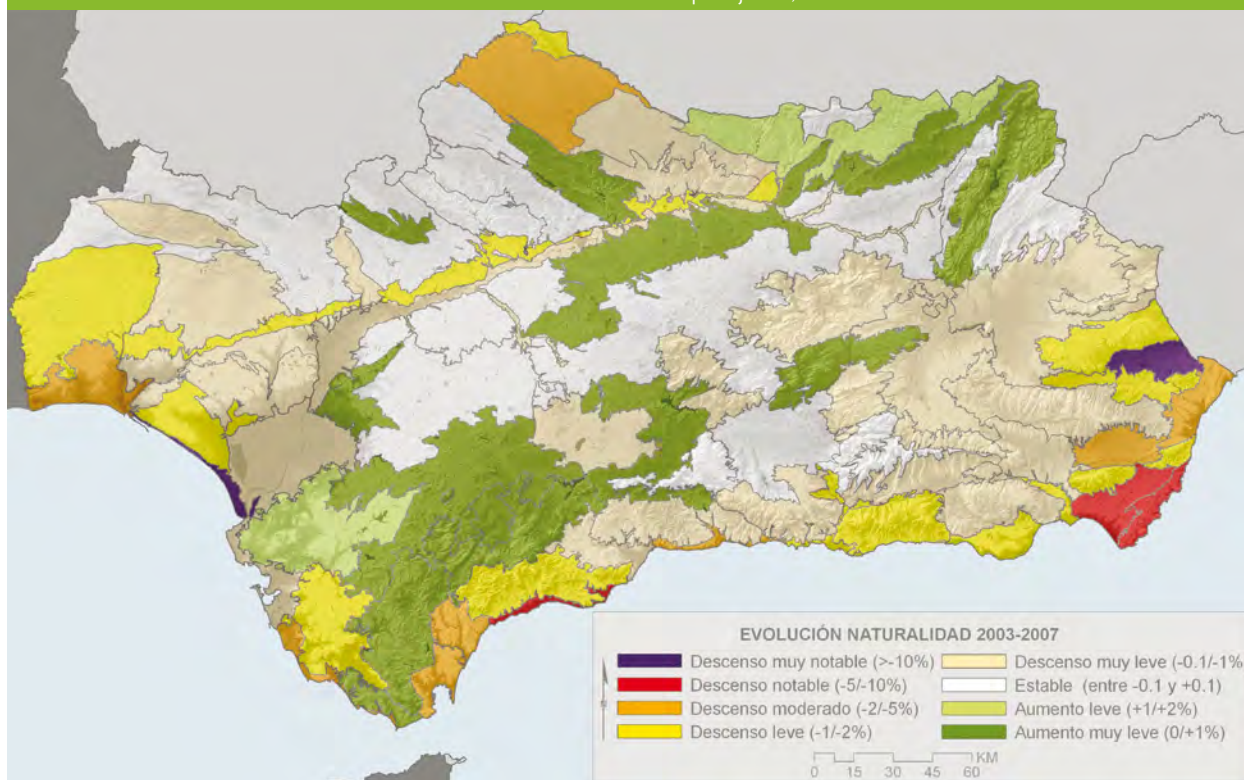 EVOLUCIÓN NATURALIDAD 2003-2007
Descenso muy notable (>-10%)
Descenso notable (-5/-10%)
Descenso moderado (-2/-5%)
Descenso leve (-1/-2%)
Descenso muy leve (-0.1/-1%
Estable (entre -0.1 y +0.1)
Aumento leve (+1/+2%)
Aumento muy leve (0/+1%)
KM
0 15 30 45 60